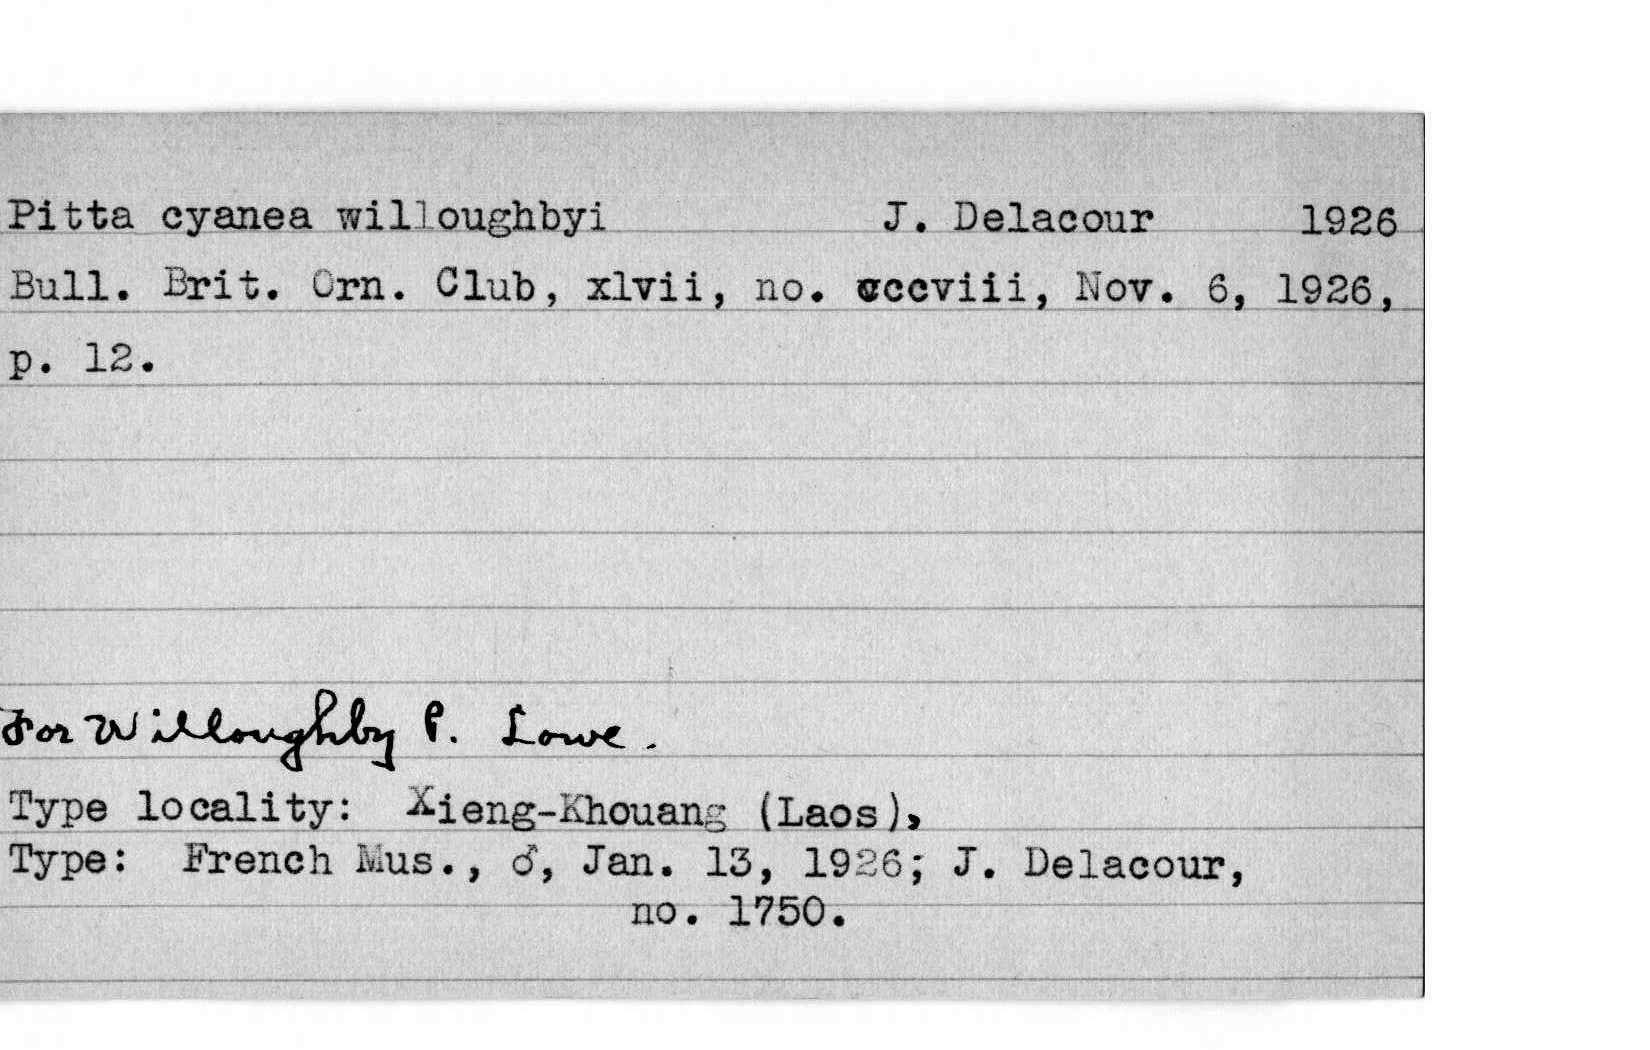 Pitta cyanea willoughbyi J. Delacour 1926
Bull. Brit. Orn. Club, xlvii, no. cccviii, Nov. 6, 1926,
p. 12.
For Willoughby P. Lowe.
Type locality: Xieng-Khouang (Laos),
Type: French Mus., ♂, Jan. 13, 1926; J. Delacour,
no. 1750.